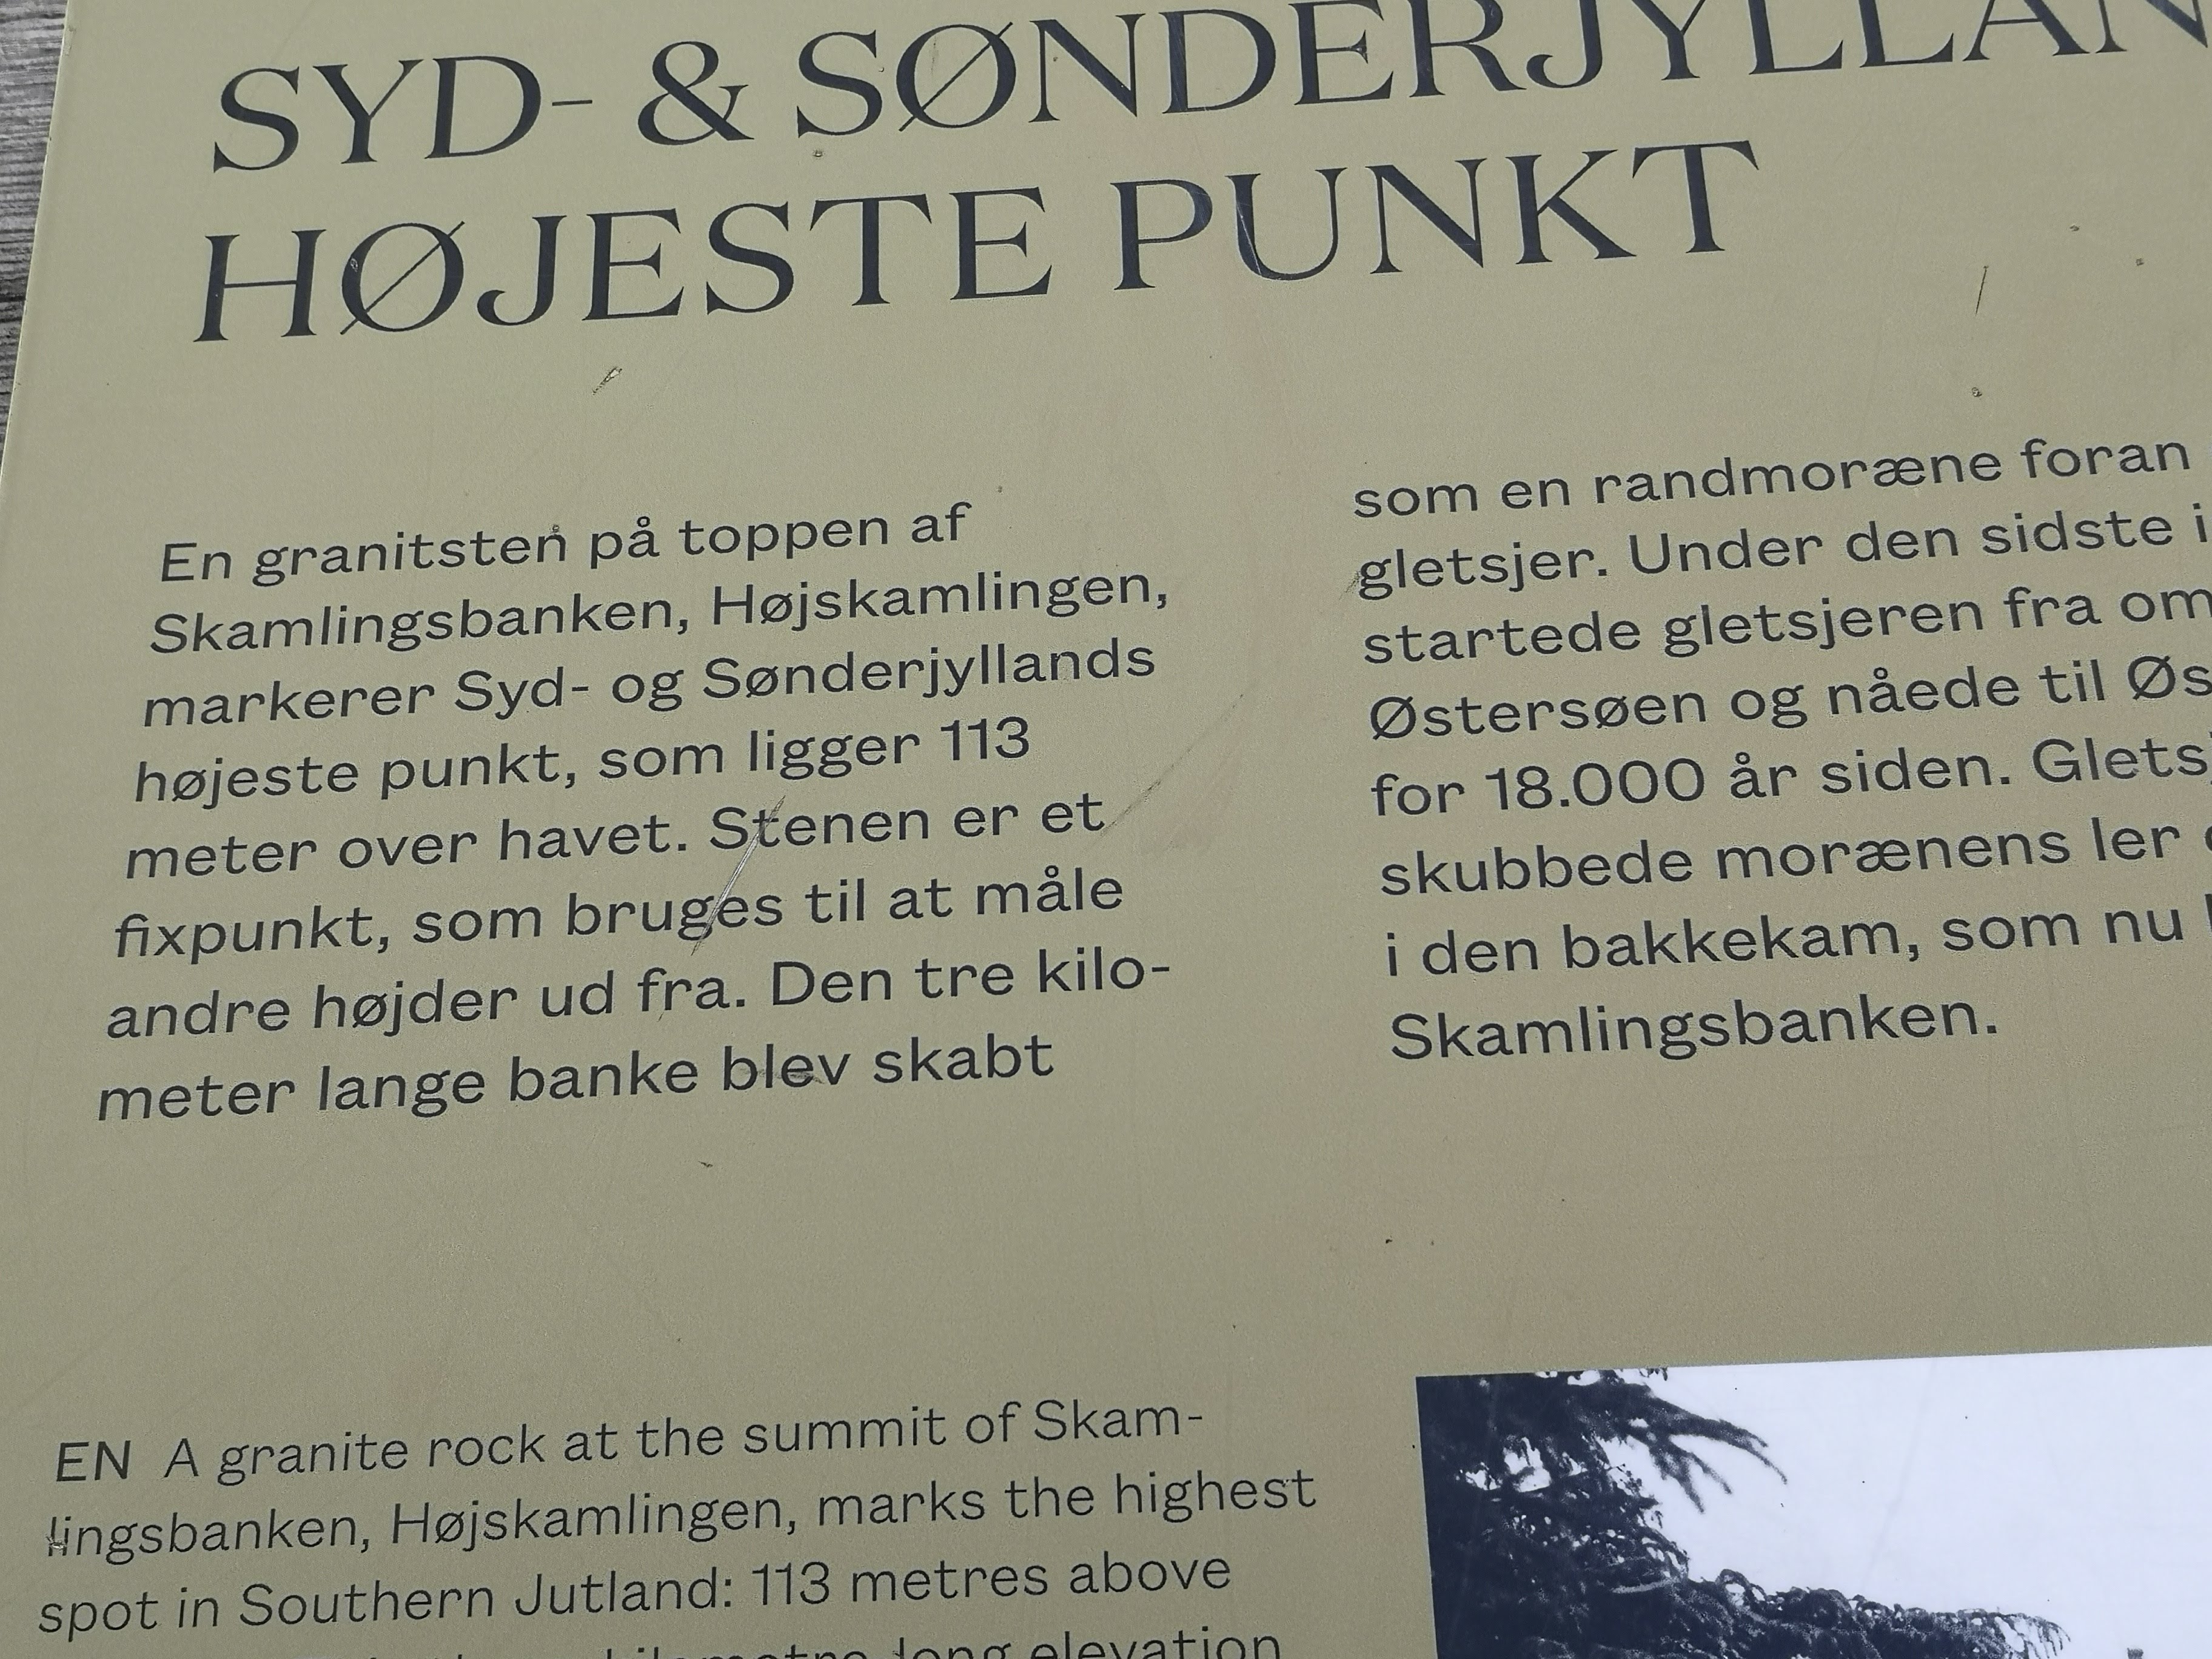 SYD- & SØNDERJYLLAN
HØJESTE PUNKT
En granitsten på toppen af
Skamlingsbanken, Højskamlingen,
markerer Syd- og Sønderjyllands
højeste punkt, som ligger 113
meter over havet. Stenen er et
fixpunkt, som bruges til at måle
andre højder ud fra. Den tre kilo-
meter lange banke blev skabt
som en randmoræne foran
gletsjer. Under den sidste i
startede gletsjeren fra om
Østersøen og nåede til Øs
for 18.000 år siden. Glets
skubbede morænens ler
i den bakkekam, som nu
Skamlingsbanken.
EN A granite rock at the summit of Skam-
lingsbanken, Højskamlingen, marks the highest
spot in Southern Jutland: 113 metres above
long elevation